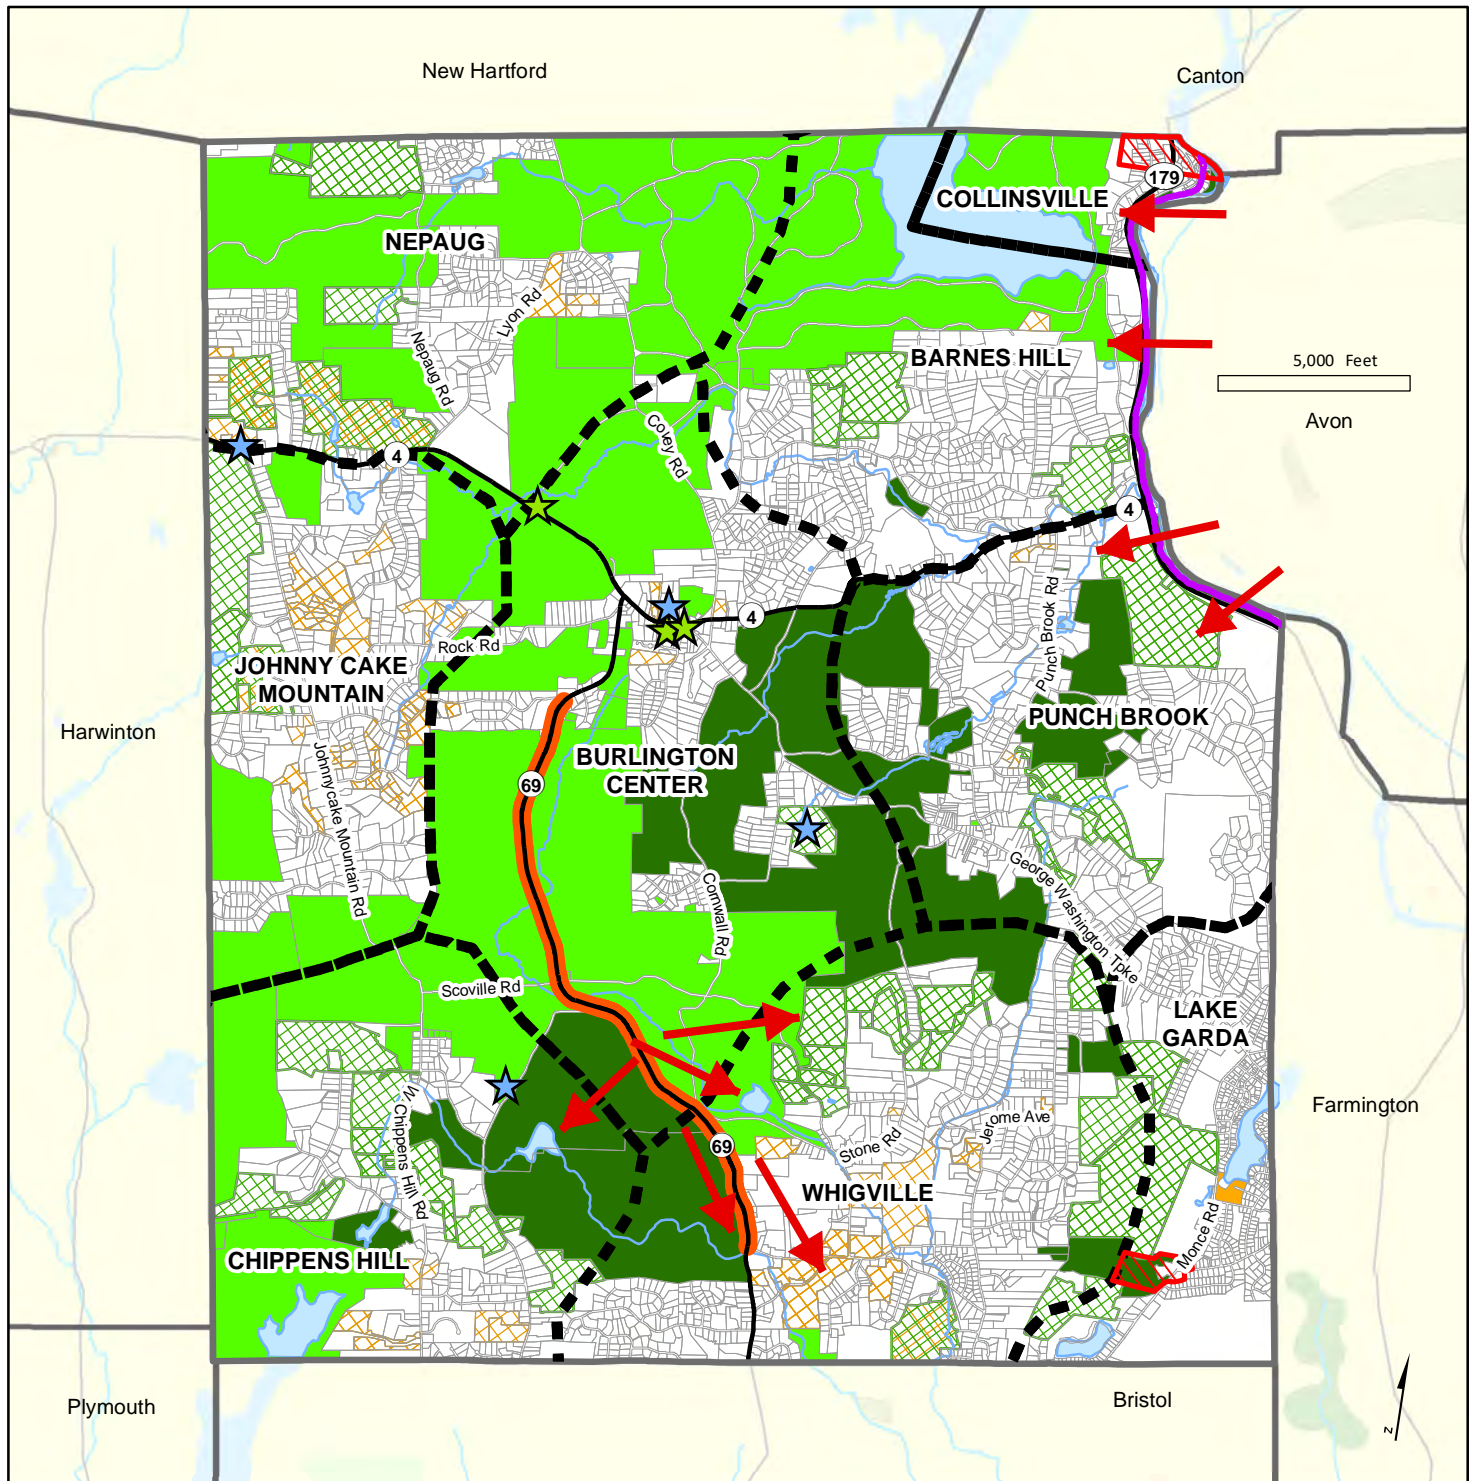 New Hartford
Canton
179
COLLINSVILLE
NEPAUG
Lyon Rd
Nepaug Rd
BARNES HILL
5,000 Feet
Avon
Coley Rd
4
4
Punch Brook Rd
4
Rock Rd
JOHNNY CAKE
MOUNTAIN
PUNCH BROOK
Harwinton
BURLINGTON
CENTER
69
Johnnycake Mountain Rd
George Washington Tpke
Cornwall Rd
Scoville Rd
LAKE
GARDA
W Chippens Hill Rd
Farmington
Jerome Ave
Stone Rd
69
WHIGVILLE
Monce Rd
CHIPPENS HILL
Plymouth
Bristol
N